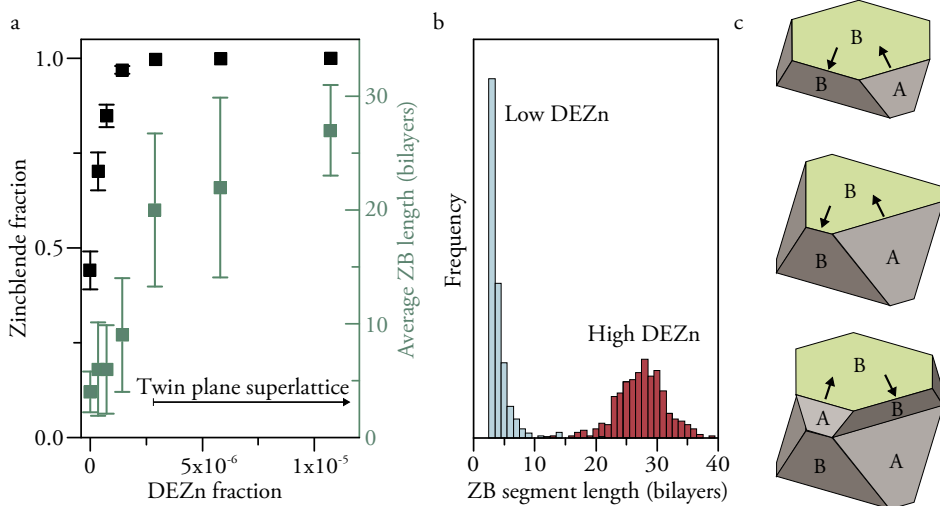 a
Zincblende fraction
1.0
0.5
0.0
30
20
10
0
Average ZB length (bilayers)
Twin plane superlattice
0
5x10⁻⁶
1x10⁻⁵
DEZn fraction
b
Frequency
Low DEZn
High DEZn
0
10
20
30
40
ZB segment length (bilayers)
c
B
B
A
B
B
A
B
A
B
B
A